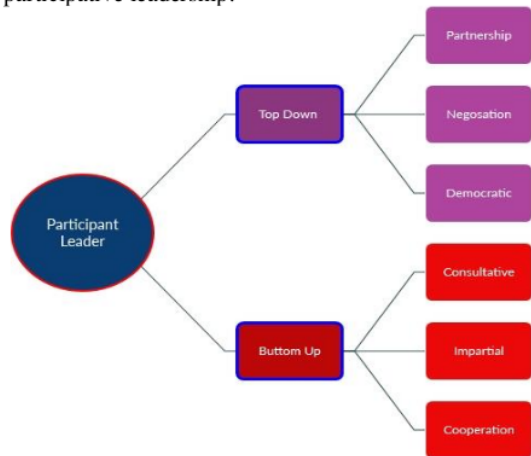 participative leadership.
Partnership
Top Down
Negosation
Democratic
Participant
Leader
Consultative
Buttom Up
Impartial
Cooperation